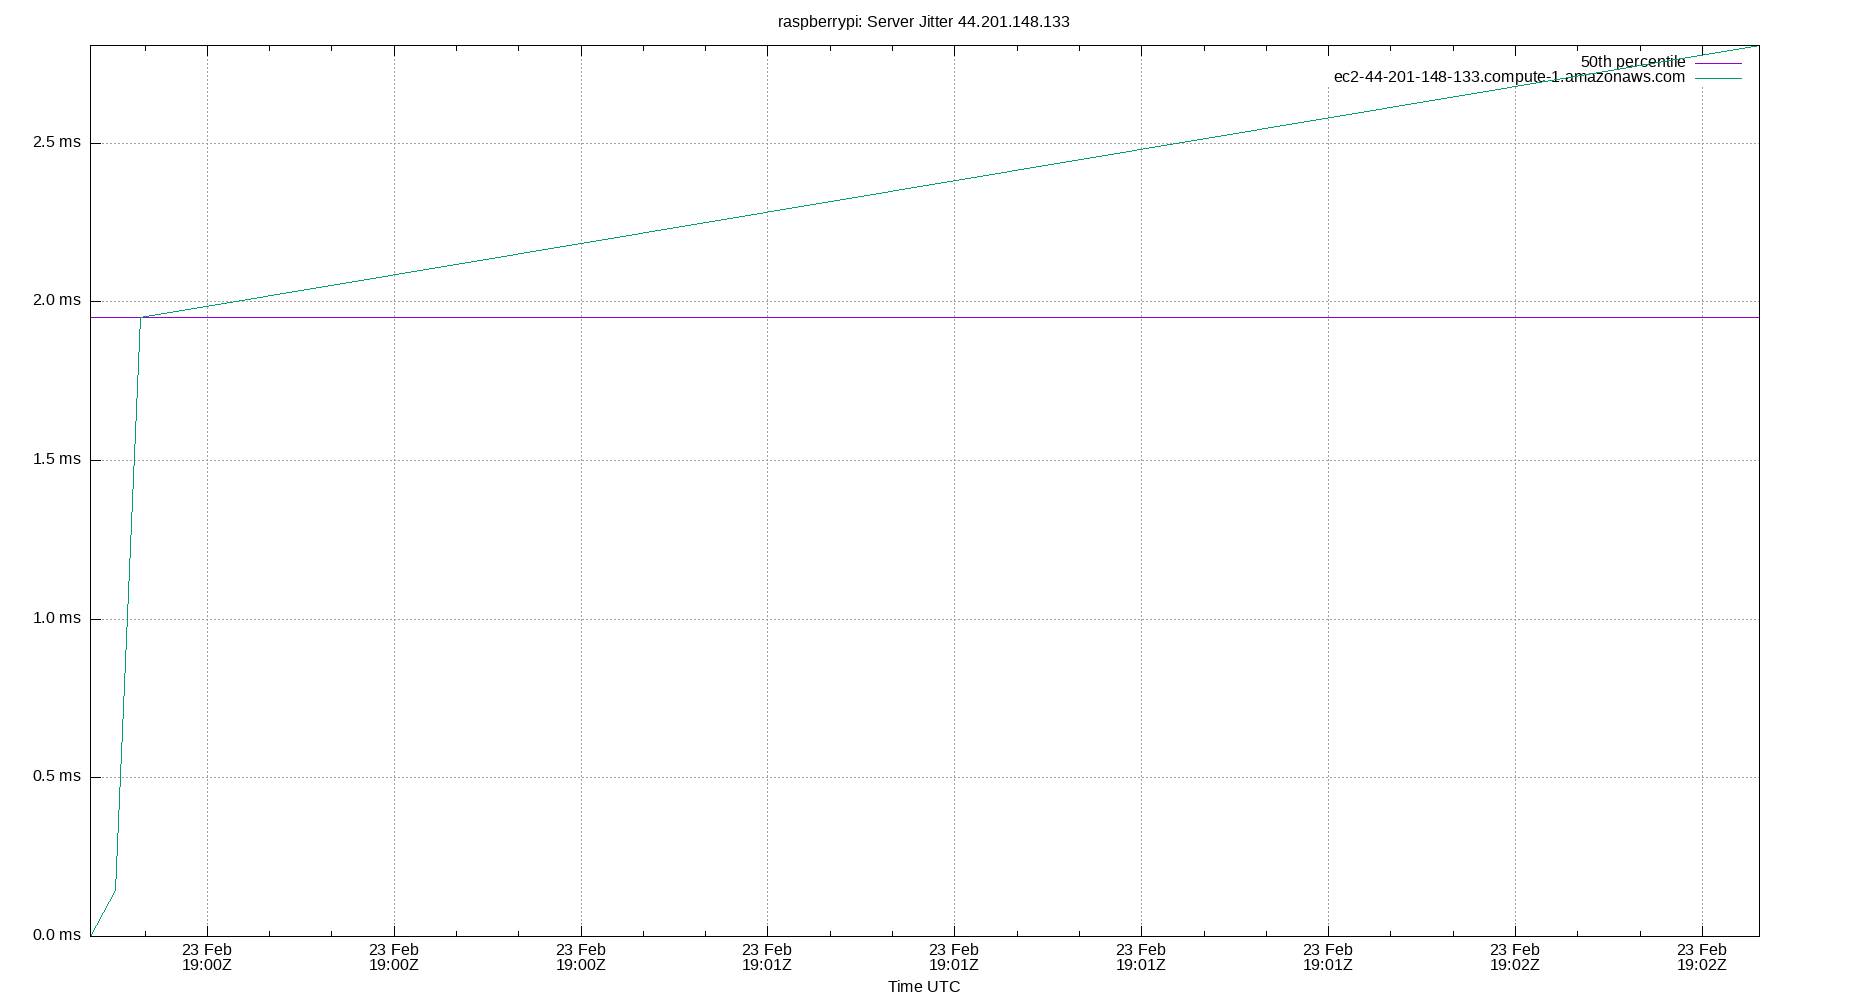 raspberrypi: Server Jitter 44.201.148.133
50th percentile
ec2-44-201-148-133.compute-1.amazonaws.com
2.5 ms
2.0 ms
1.5 ms
1.0 ms
0.5 ms
0.0 ms
23 Feb 23 Feb 23 Feb 23 Feb 23 Feb 23 Feb 23 Feb 23 Feb 23 Feb
19:00Z 19:00Z 19:00Z 19:01Z 19:01Z 19:01Z 19:01Z 19:02Z 19:02Z
Time UTC